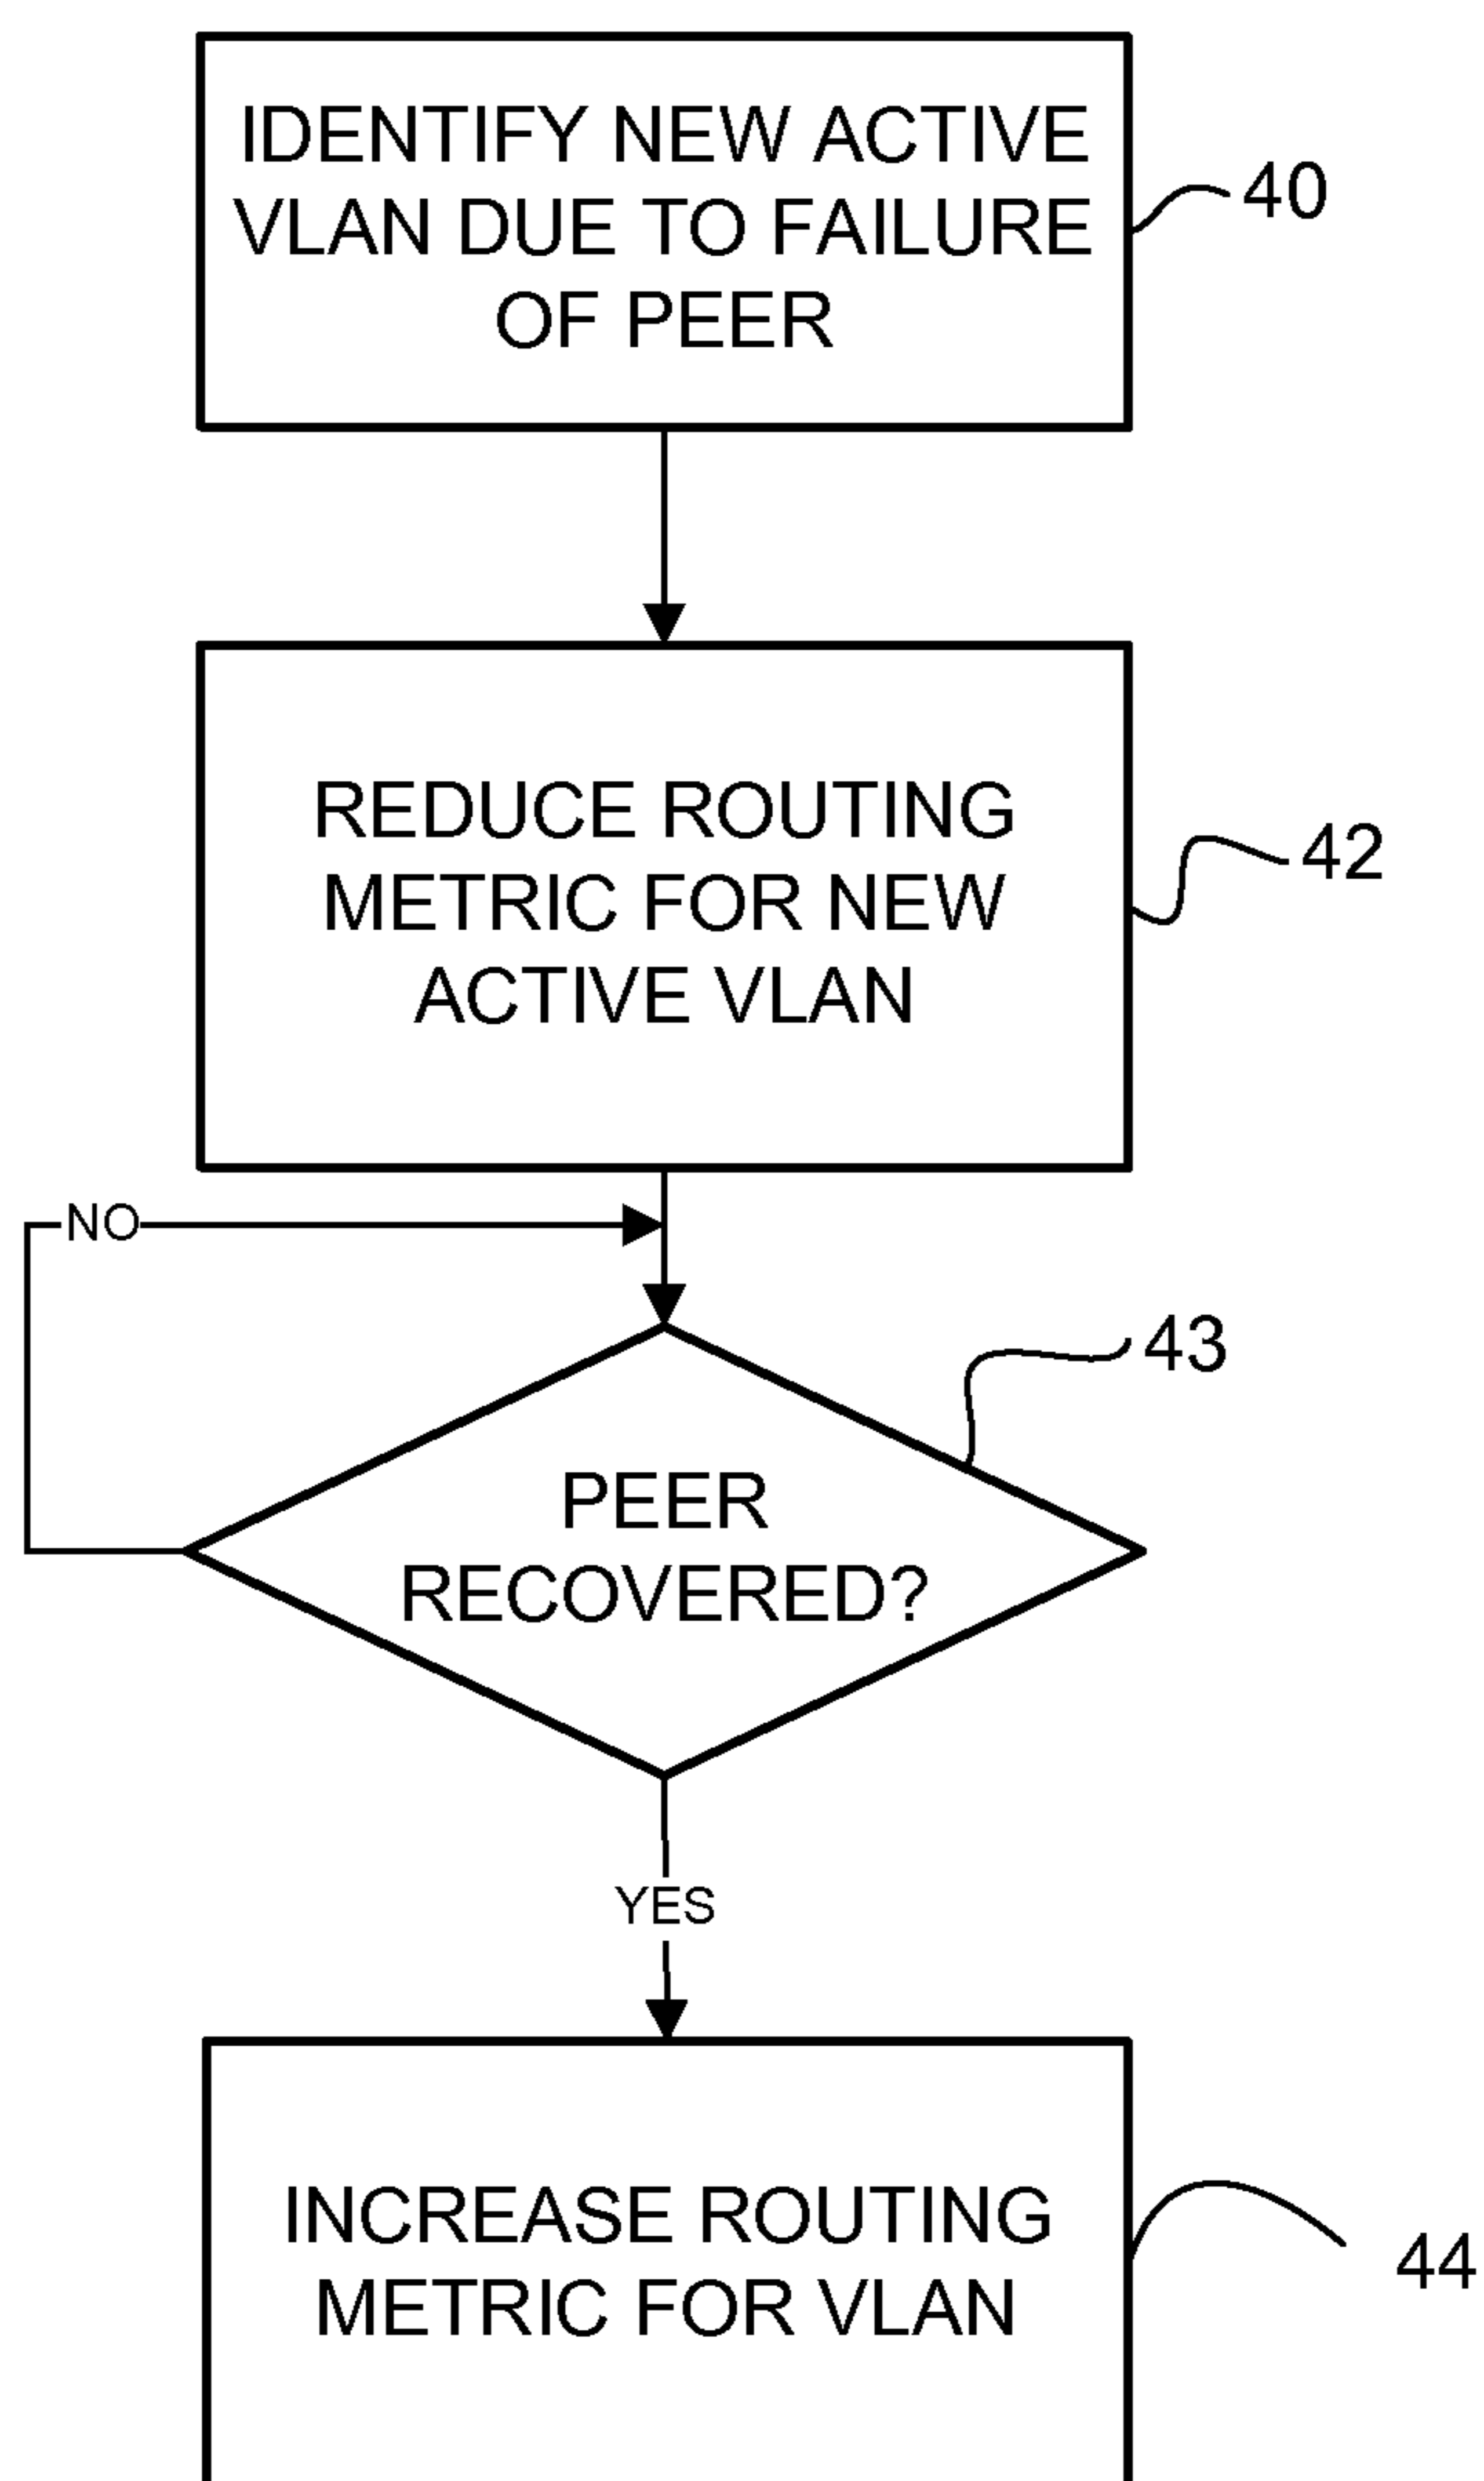 IDENTIFY NEW ACTIVE
VLAN DUE TO FAILURE
OF PEER
40
REDUCE ROUTING
METRIC FOR NEW
ACTIVE VLAN
42
NO
43
PEER
RECOVERED?
YES
INCREASE ROUTING
METRIC FOR VLAN
44